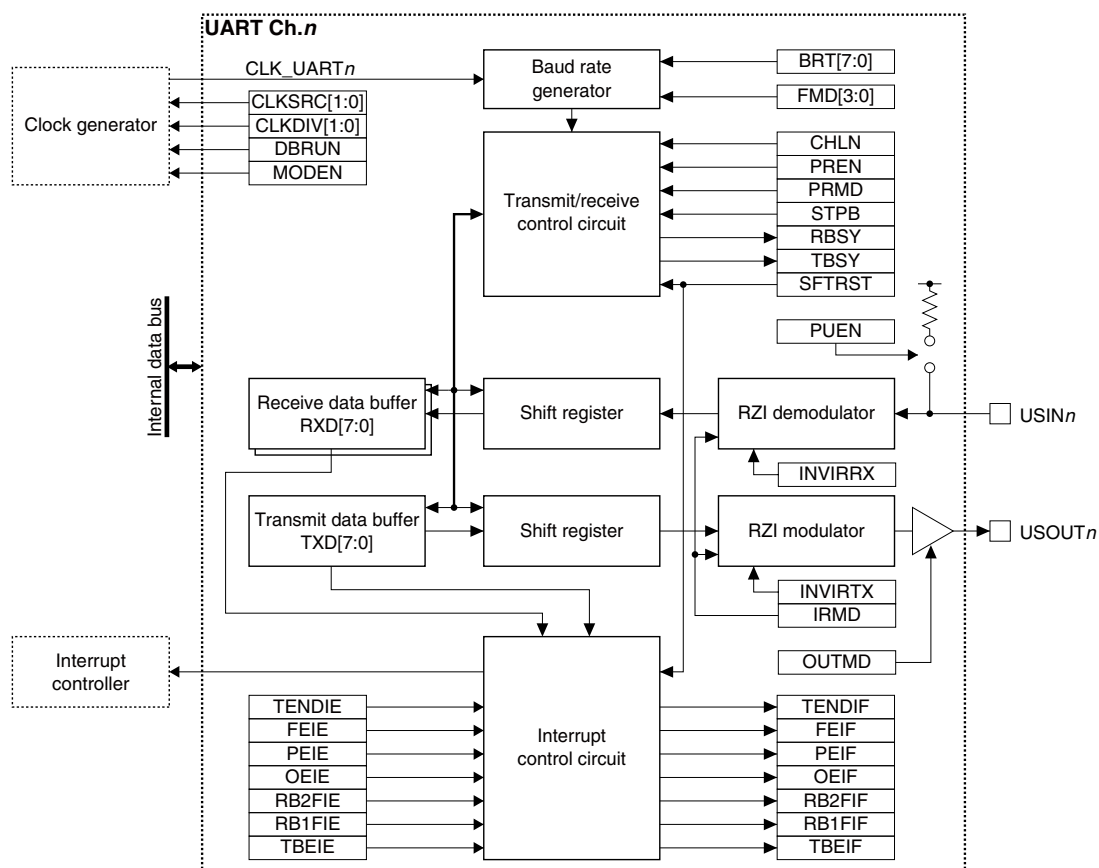 UART Ch.n
CLK_UARTn
Clock generator
CLKSRC[1:0]
CLKDIV[1:0]
DBRUN
MODEN
Baud rate
generator
BRT[7:0]
FMD[3:0]
Transmit/receive
control circuit
CHLN
PREN
PRMD
STPB
RBSY
TBSY
SFTRST
PUEN
Internal data bus
Receive data buffer
RXD[7:0]
Shift register
RZI demodulator
USINn
INVIRRX
Transmit data buffer
TXD[7:0]
Shift register
RZI modulator
USOUTn
INVIRTX
IRMD
OUTMD
Interrupt
controller
Interrupt
control circuit
TENDIE
FEIE
PEIE
OEIE
RB2FIE
RB1FIE
TBEIE
TENDIF
FEIF
PEIF
OEIF
RB2FIF
RB1FIF
TBEIF